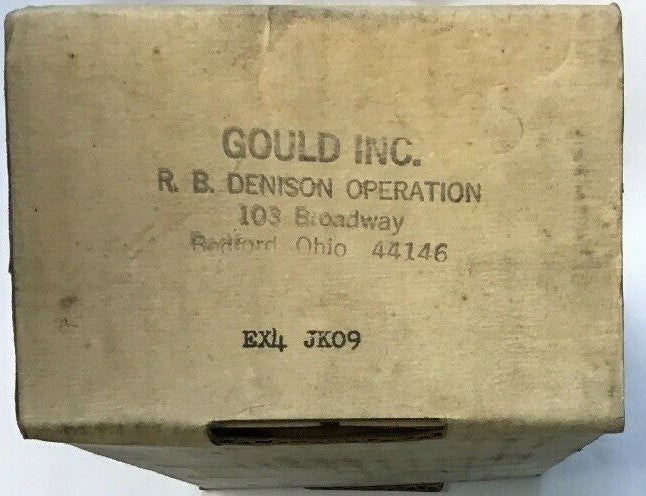 GOULD INC.
R. B. DENISON OPERATION
103 Broadway
Bedford Ohio 44146
EX4 JK09